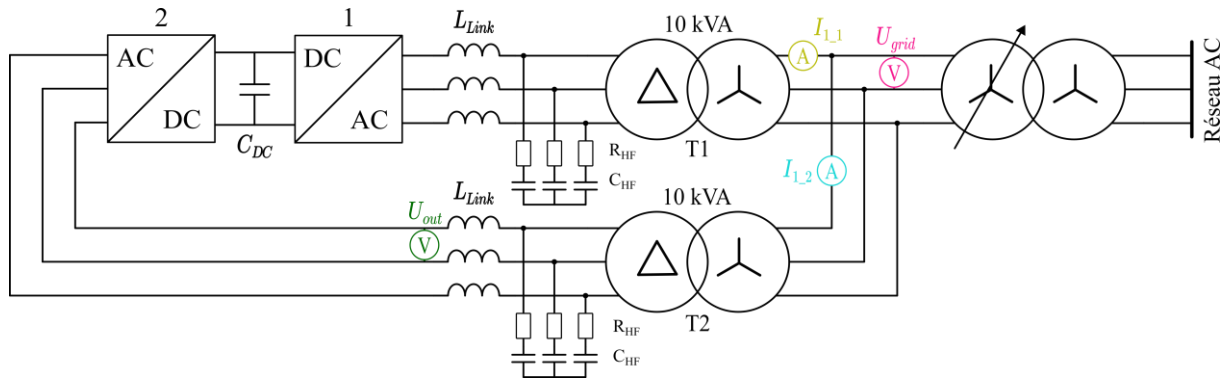 2
1
L_Link
10 kVA
I_1_1
U_grid
AC
DC
DC
AC
A
V
C_DC
T1
R_HF
C_HF
I_1_2
A
Réseau AC
U_out
V
L_Link
10 kVA
T2
R_HF
C_HF